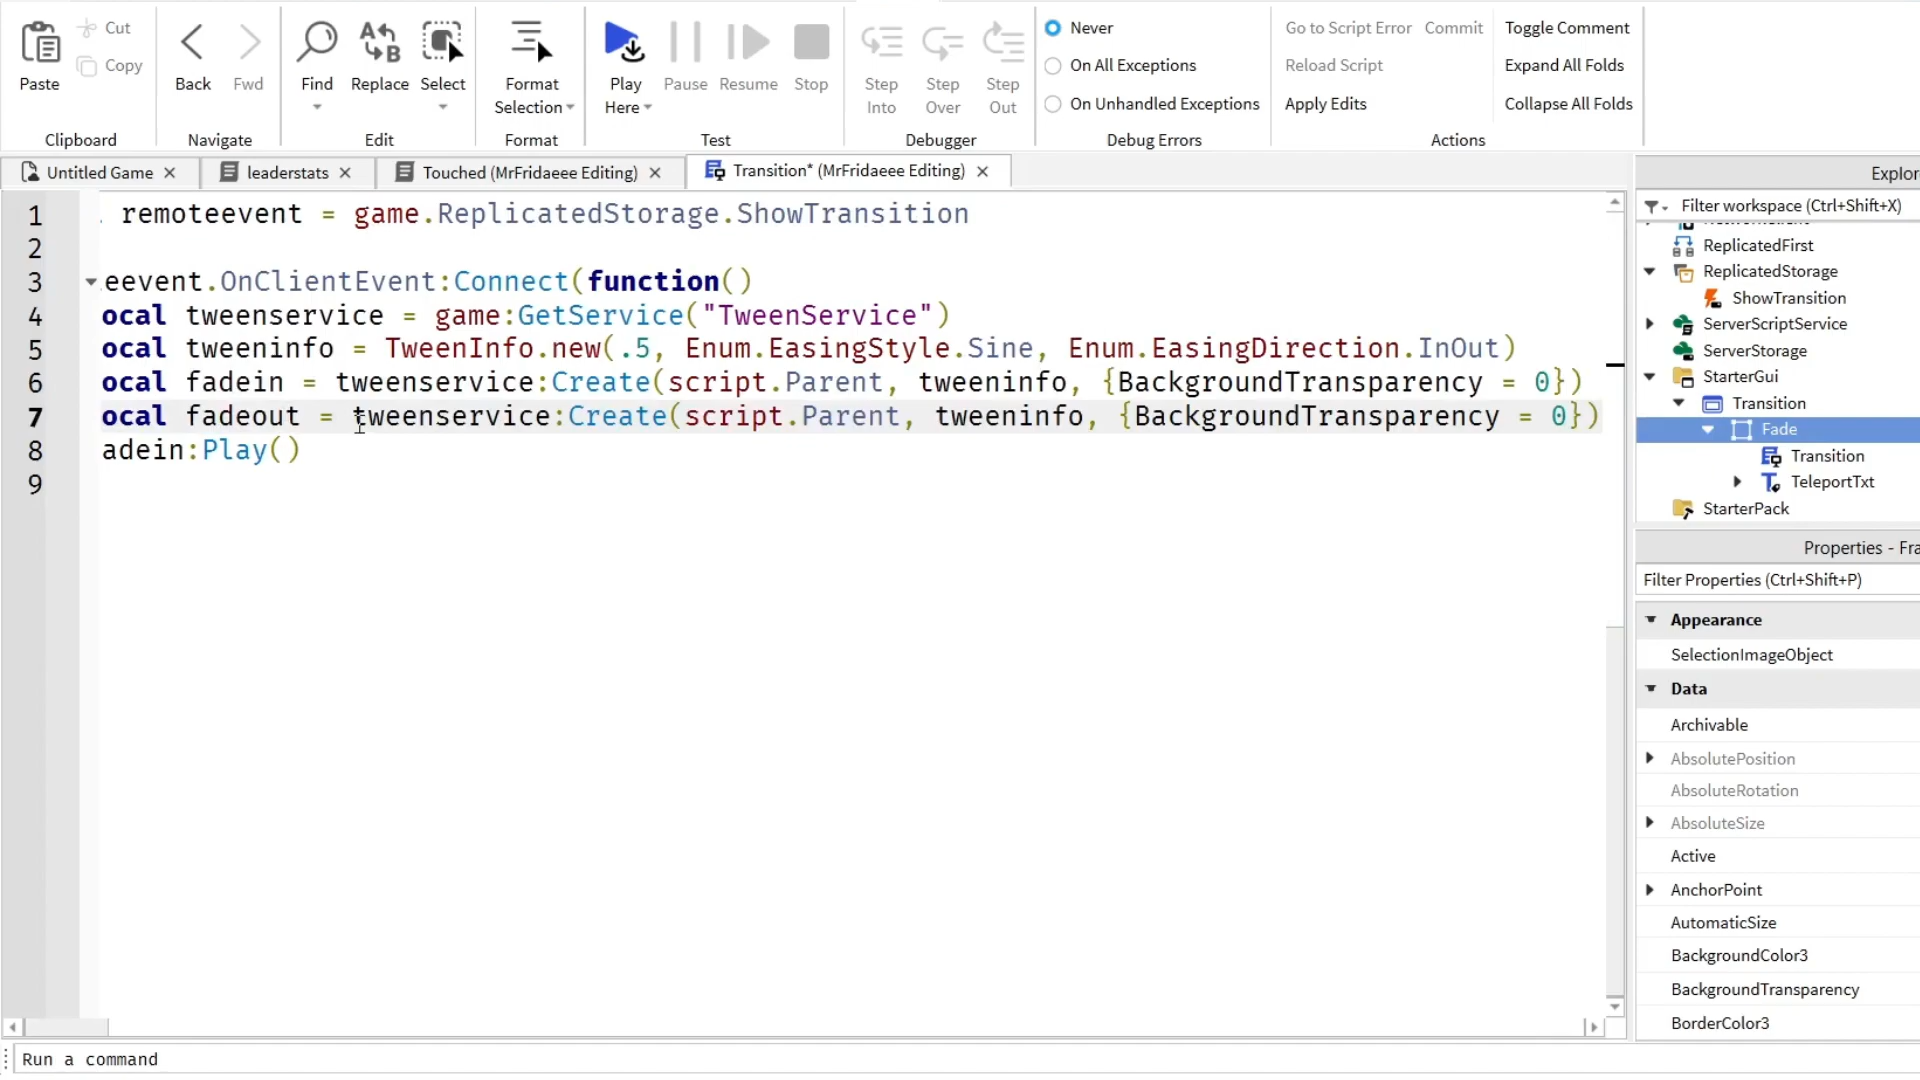 Paste
Cut
Copy
Clipboard
Back
Fwd
Navigate
Find
Replace
Select
Edit
Format
Selection
Format
Play
Here
Pause
Resume
Stop
Test
Step
Into
Step
Over
Step
Out
Debugger
Never
On All Exceptions
On Unhandled Exceptions
Debug Errors
Go to Script Error
Commit
Reload Script
Apply Edits
Toggle Comment
Expand All Folds
Collapse All Folds
Actions
Untitled Game
leaderstats
Touched (MrFridaeee Editing)
Transition* (MrFridaeee Editing)
1 remoteevent = game.ReplicatedStorage.ShowTransition
2
3 eevent.OnClientEvent:Connect(function()
4 ocal tweenservice = game:GetService("TweenService")
5 ocal tweeninfo = TweenInfo.new(.5, Enum.EasingStyle.Sine, Enum.EasingDirection.InOut)
6 ocal fadein = tweenservice:Create(script.Parent, tweeninfo, {BackgroundTransparency = 0})
7 ocal fadeout = tweenservice:Create(script.Parent, tweeninfo, {BackgroundTransparency = 0})
8 adein:Play()
9
Explor
Filter workspace (Ctrl+Shift+X)
ReplicatedFirst
ReplicatedStorage
ShowTransition
ServerScriptService
ServerStorage
StarterGui
Transition
Fade
Transition
TeleportTxt
StarterPack
Properties - Fra
Filter Properties (Ctrl+Shift+P)
Appearance
SelectionImageObject
Data
Archivable
AbsolutePosition
AbsoluteRotation
AbsoluteSize
Active
AnchorPoint
AutomaticSize
BackgroundColor3
BackgroundTransparency
BorderColor3
Run a command